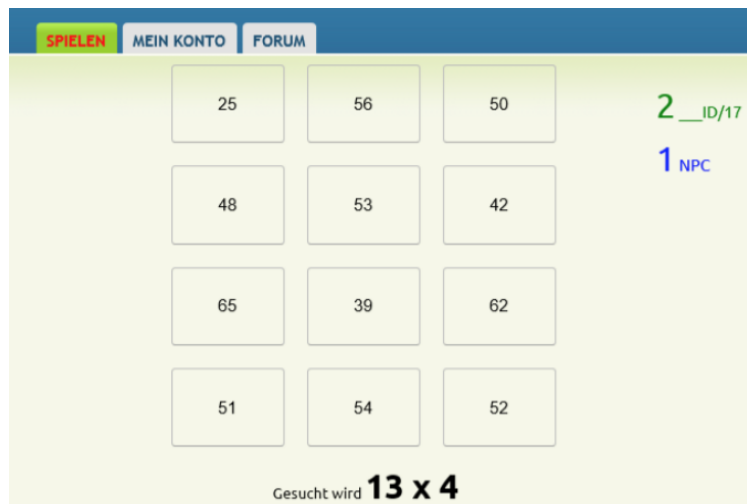 SPIELEN MEIN KONTO FORUM
25 56 50
2 __ID/17
1 NPC
48 53 42
65 39 62
51 54 52
Gesucht wird 13 x 4